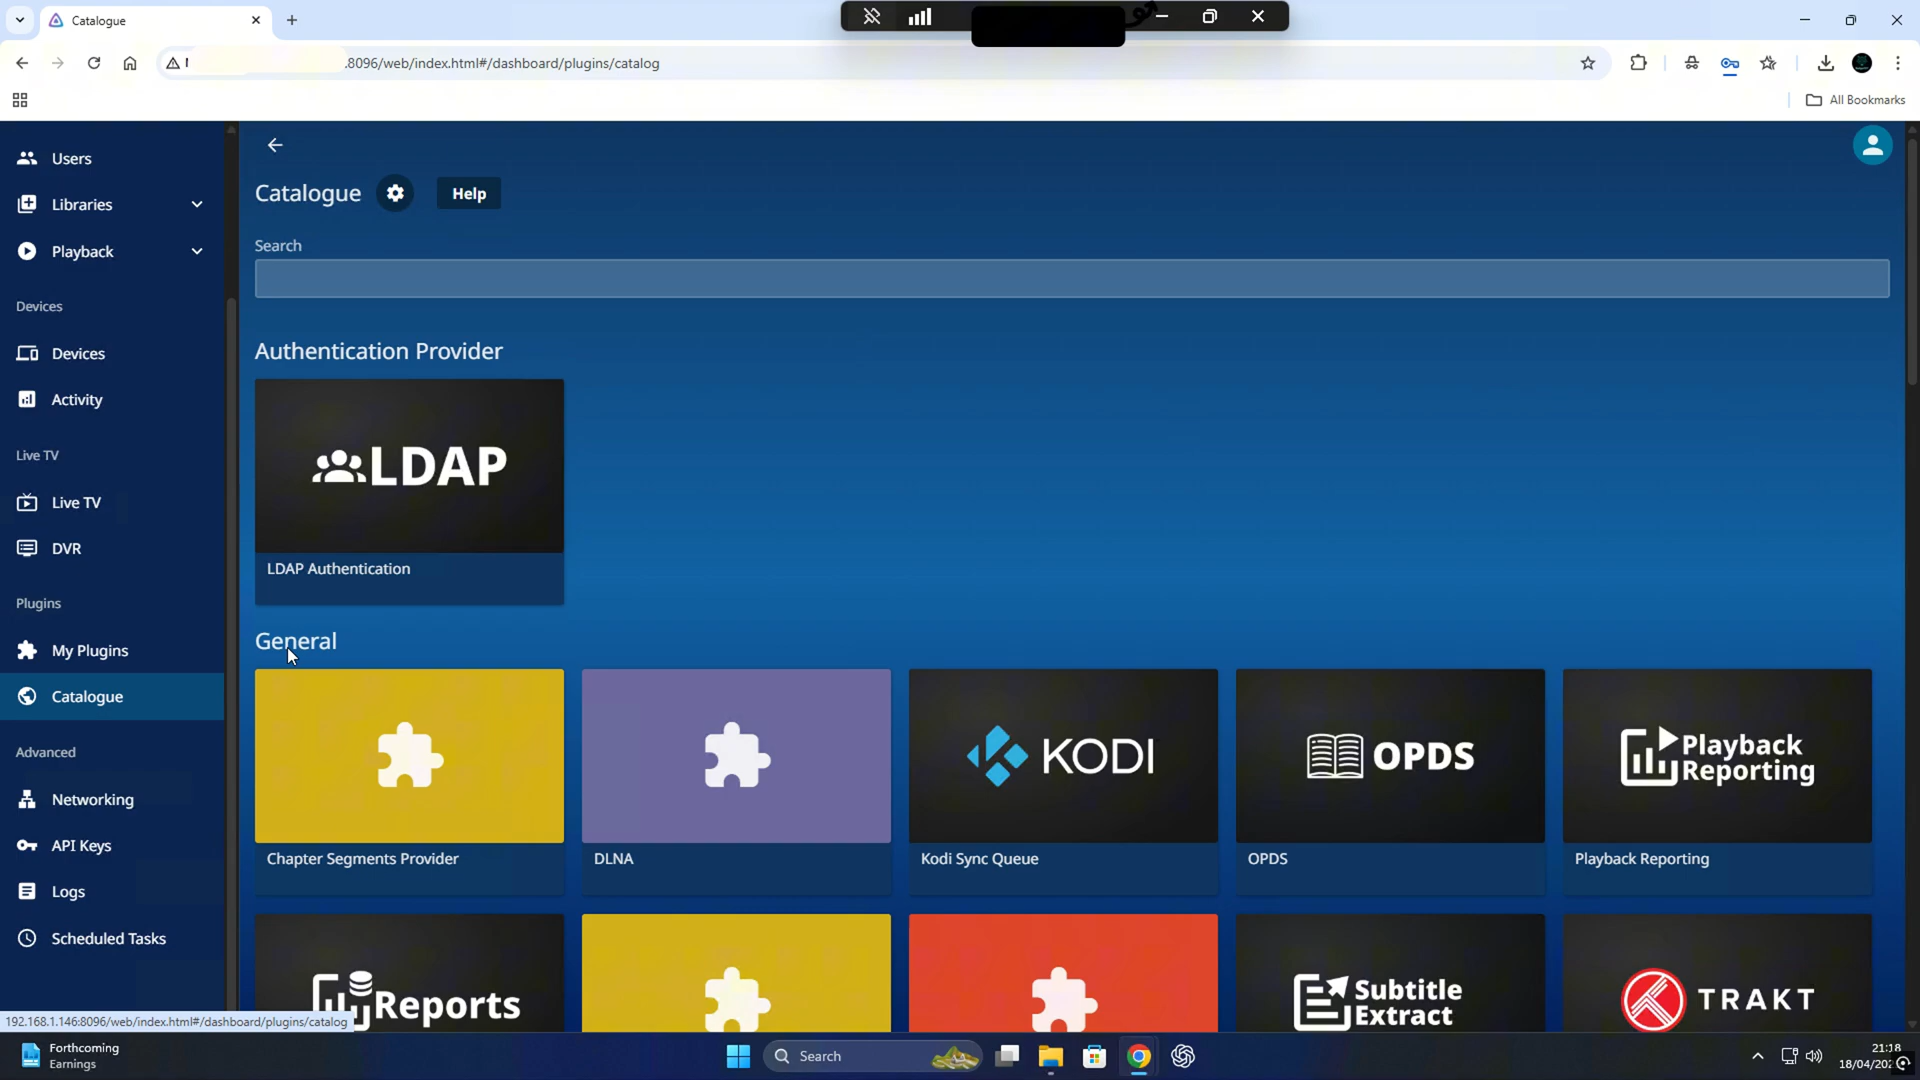 Catalogue
.8096/web/index.html#/dashboard/plugins/catalog
All Bookmarks
Users
Libraries
Playback
Devices
Devices
Activity
Live TV
Live TV
DVR
Plugins
My Plugins
Catalogue
Advanced
Networking
API Keys
Logs
Scheduled Tasks
Catalogue
Help
Search
Authentication Provider
LDAP
LDAP Authentication
General
KODI
OPDS
Playback
Reporting
Chapter Segments Provider
DLNA
Kodi Sync Queue
OPDS
Playback Reporting
Reports
Subtitle
Extract
TRAKT
192.168.1.146:8096/web/index.html#/dashboard/plugins/catalog
Forthcoming
Earnings
Search
21:18
18/04/202